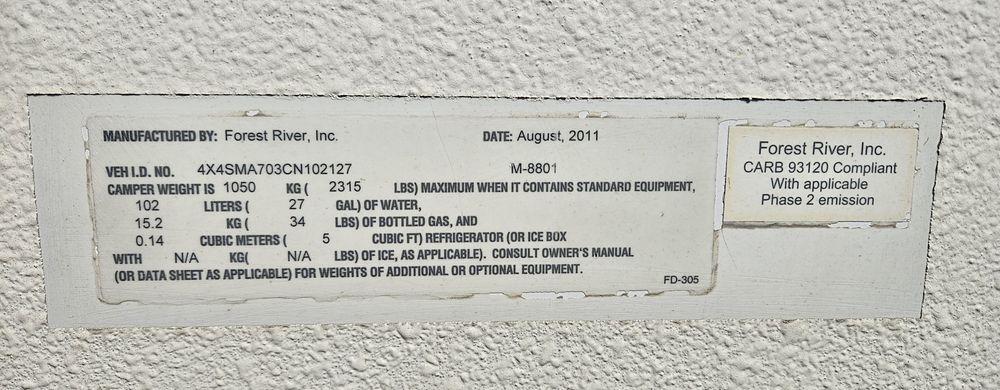 MANUFACTURED BY: Forest River, Inc. DATE: August, 2011
VEH I.D. NO. 4X4SMA703CN102127 M-8801
CAMPER WEIGHT IS 1050 KG ( 2315 LBS) MAXIMUM WHEN IT CONTAINS STANDARD EQUIPMENT,
102 LITERS ( 27 GAL) OF WATER,
15.2 KG ( 34 LBS) OF BOTTLED GAS, AND
0.14 CUBIC METERS ( 5 CUBIC FT) REFRIGERATOR (OR ICE BOX
WITH N/A KG( N/A LBS) OF ICE, AS APPLICABLE). CONSULT OWNER'S MANUAL
(OR DATA SHEET AS APPLICABLE) FOR WEIGHTS OF ADDITIONAL OR OPTIONAL EQUIPMENT.
FD-305
Forest River, Inc.
CARB 93120 Compliant
With applicable
Phase 2 emission